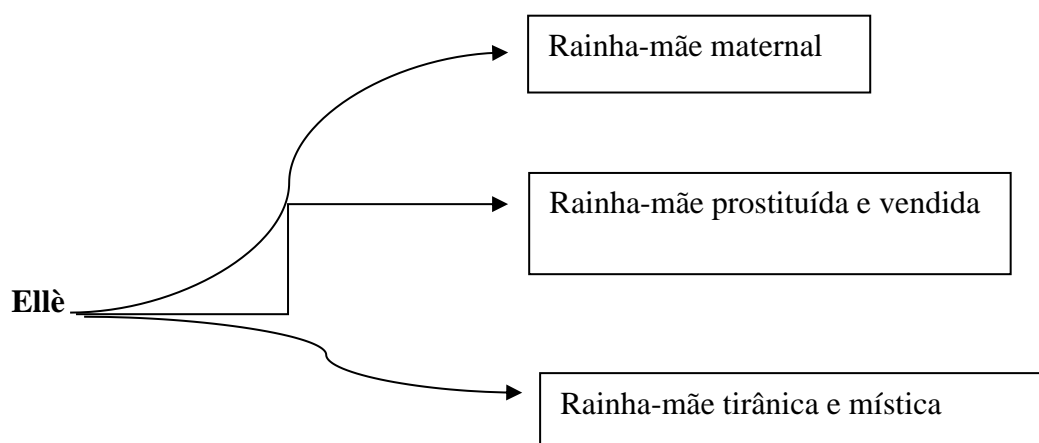 Rainha-mãe maternal
Rainha-mãe prostituída e vendida
Ellè
Rainha-mãe tirânica e mística